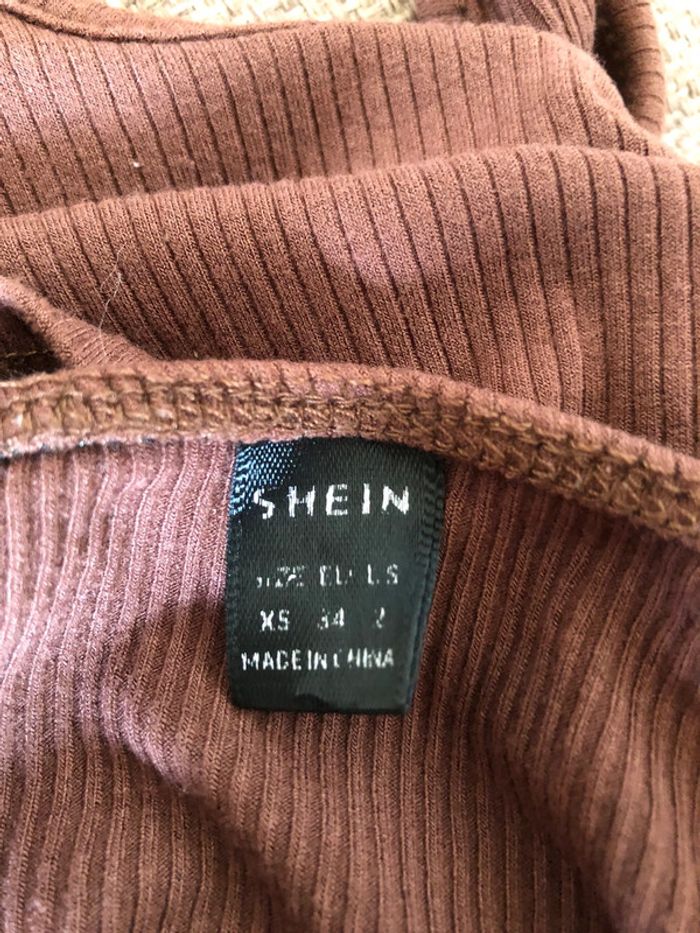 SHEIN
SIZE EU US
XS 34 2
MADE IN CHINA